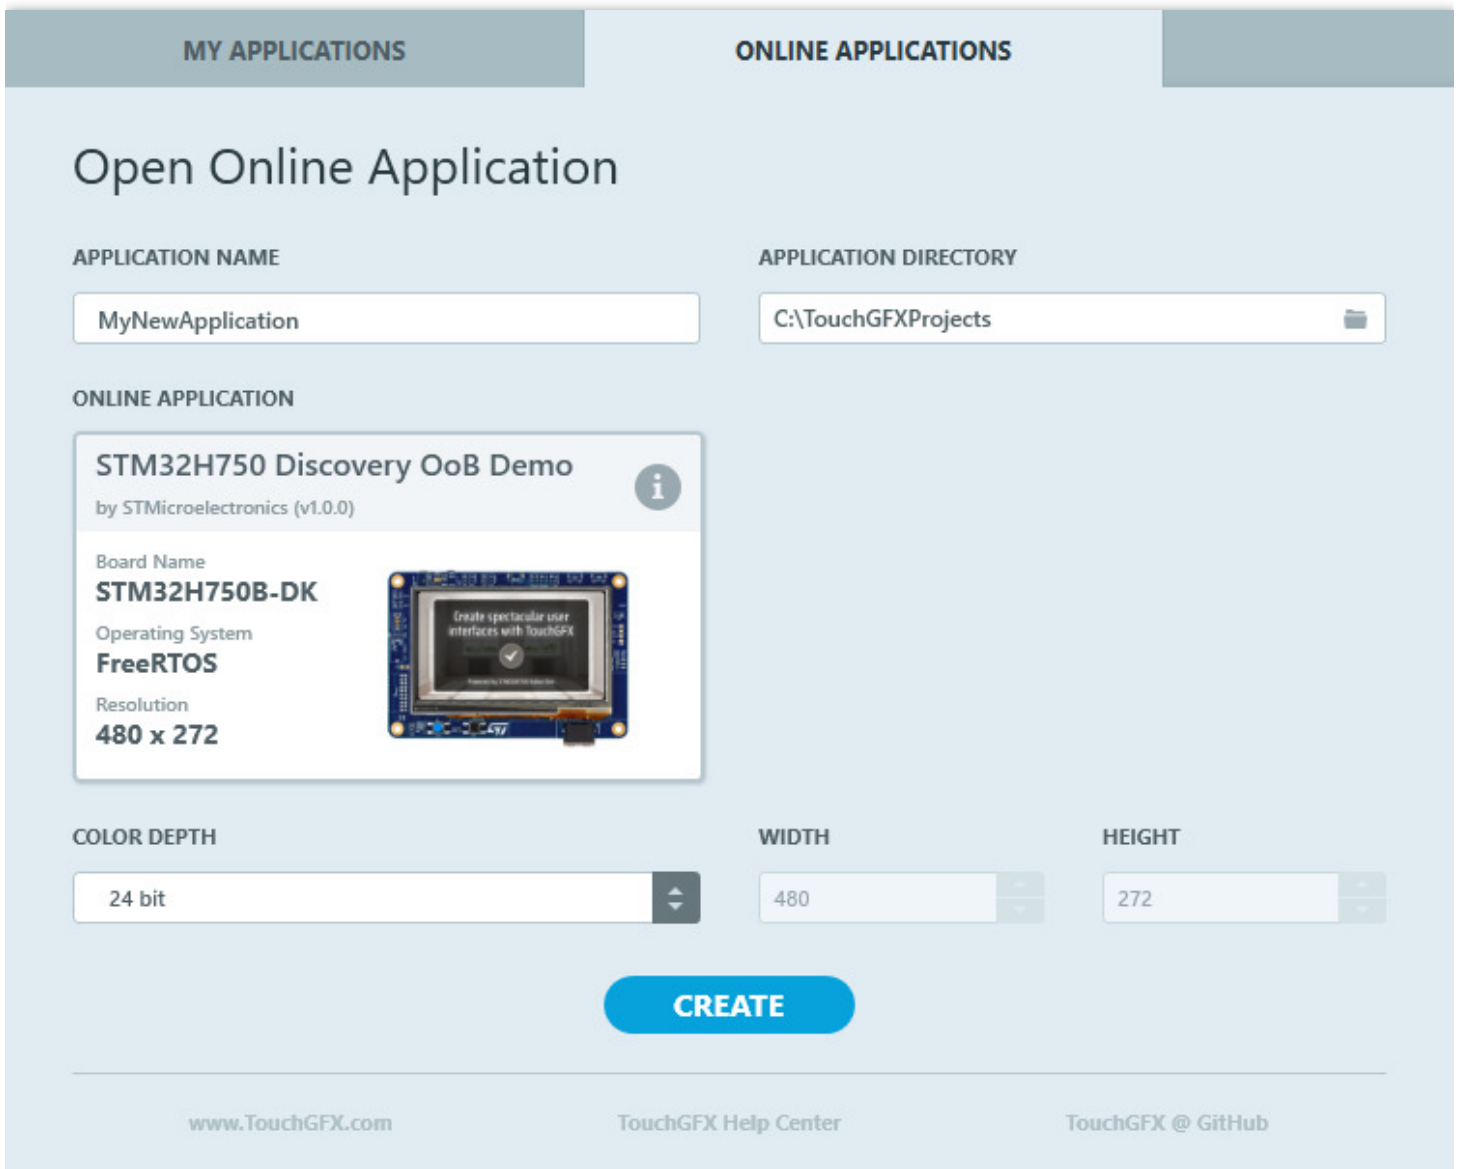 MY APPLICATIONS
ONLINE APPLICATIONS
Open Online Application
APPLICATION NAME
APPLICATION DIRECTORY
MyNewApplication
C:\TouchGFXProjects
ONLINE APPLICATION
STM32H750 Discovery OoB Demo
by STMicroelectronics (v1.0.0)
Board Name
STM32H750B-DK
Operating System
FreeRTOS
Resolution
480 x 272
Create spectacular user
interfaces with TouchGFX
COLOR DEPTH
WIDTH
HEIGHT
24 bit
480
272
CREATE
www.TouchGFX.com
TouchGFX Help Center
TouchGFX @ GitHub